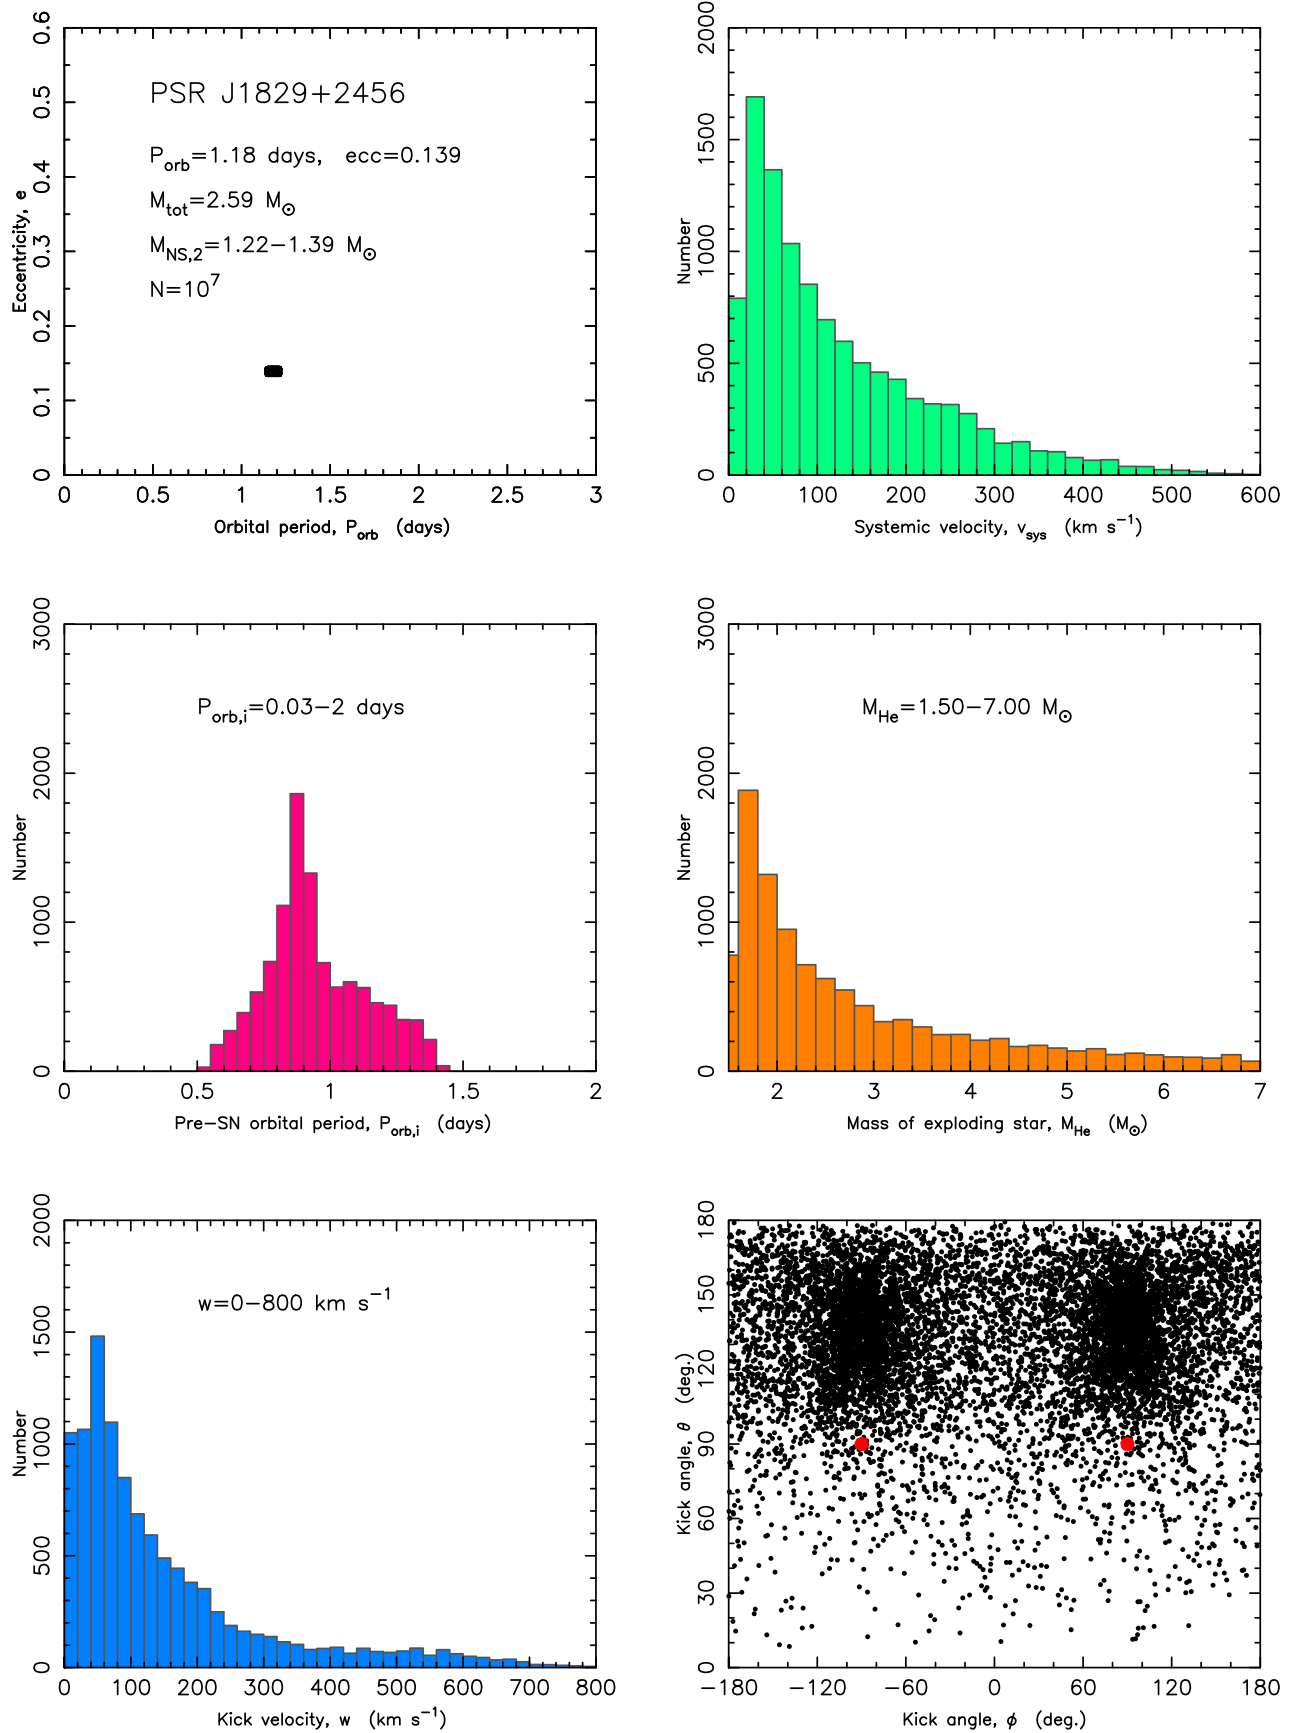 PSR J1829+2456
P_orb=1.18 days, ecc=0.139
M_tot=2.59 M_⊙
M_NS,2=1.22−1.39 M_⊙
N=10^7
Eccentricity, e
0 0.1 0.2 0.3 0.4 0.5 0.6
0 0.5 1 1.5 2 2.5 3
Orbital period, P_orb (days)
Number
0 500 1000 1500 2000
0 100 200 300 400 500 600
Systemic velocity, v_sys (km s^−1)
P_orb,i=0.03−2 days
Number
0 1000 2000 3000
0 0.5 1 1.5 2
Pre−SN orbital period, P_orb,i (days)
M_He=1.50−7.00 M_⊙
Number
0 1000 2000 3000
2 3 4 5 6 7
Mass of exploding star, M_He (M_⊙)
w=0−800 km s^−1
Number
0 500 1000 1500 2000
0 100 200 300 400 500 600 700 800
Kick velocity, w (km s^−1)
Kick angle, θ (deg.)
0 30 60 90 120 150 180
−180 −120 −60 0 60 120 180
Kick angle, ϕ (deg.)